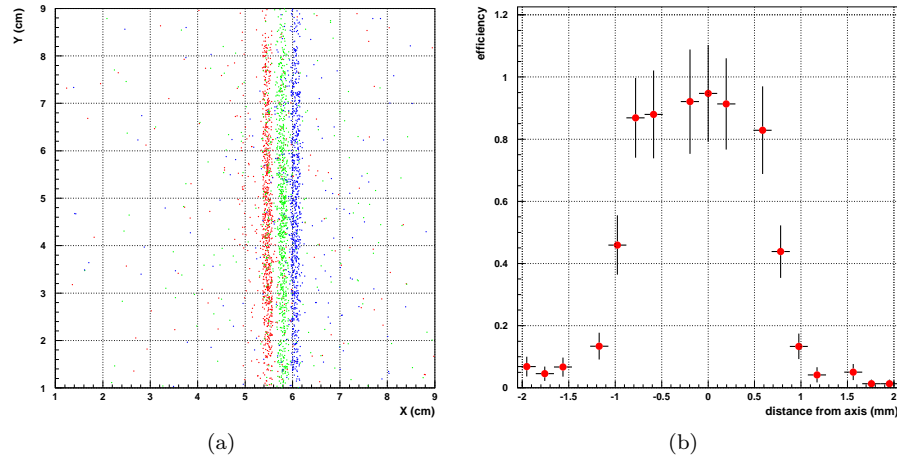 Y (cm)
9
8
7
6
5
4
3
2
1
1 2 3 4 5 6 7 8 9
X (cm)
(a)
efficiency
1.2
1
0.8
0.6
0.4
0.2
0
-2 -1.5 -1 -0.5 0 0.5 1 1.5 2
distance from axis (mm)
(b)